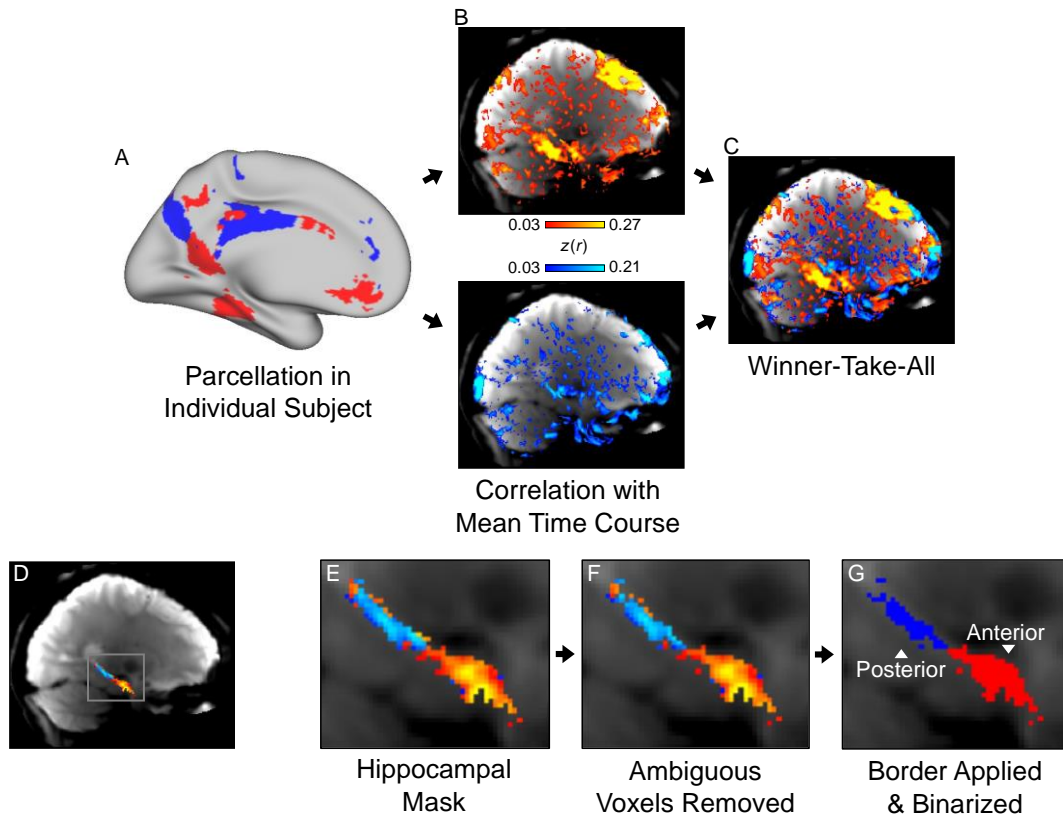 A
Parcellation in
Individual Subject
B
0.03 0.27
z(r)
0.03 0.21
Correlation with
Mean Time Course
C
Winner-Take-All
D
E
Hippocampal
Mask
F
Ambiguous
Voxels Removed
G
Anterior
Posterior
Border Applied
& Binarized